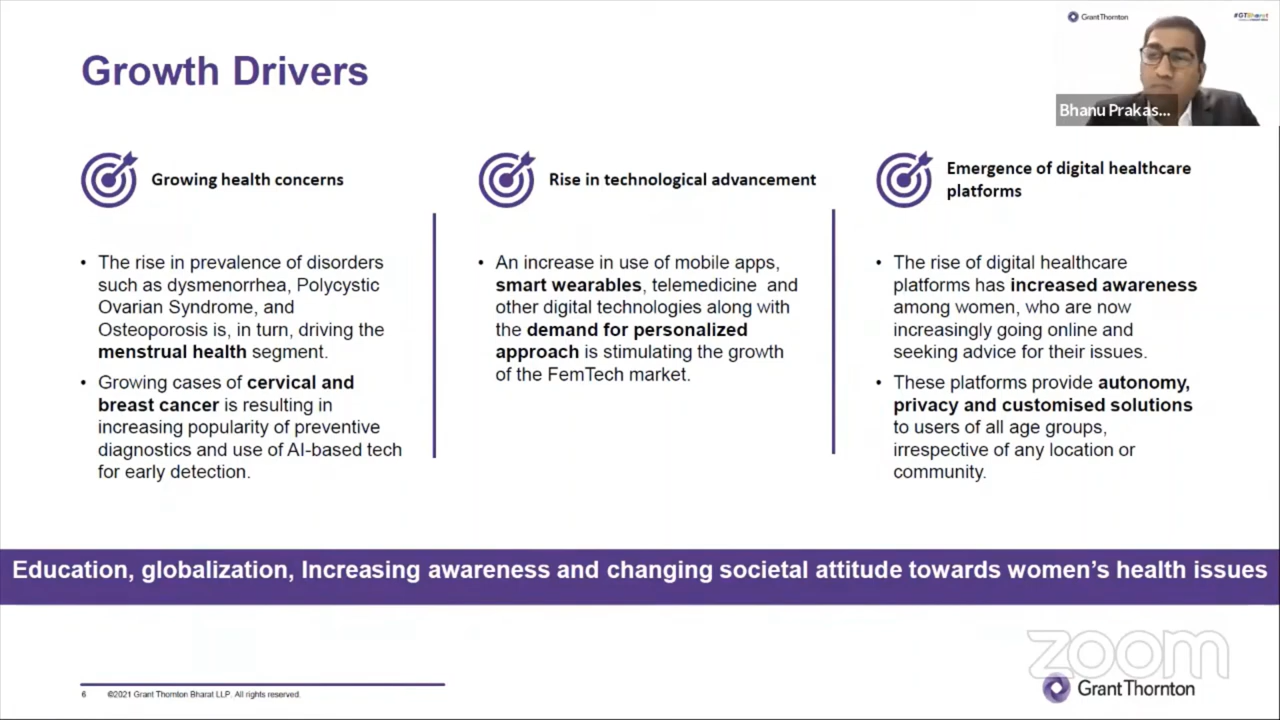 GrantThornton
#GTBharat
Growth Drivers
Bhanu Prakas...
Growing health concerns
Rise in technological advancement
Emergence of digital healthcare
platforms
• The rise in prevalence of disorders
such as dysmenorrhea, Polycystic
Ovarian Syndrome, and
Osteoporosis is, in turn, driving the
menstrual health segment.
• Growing cases of cervical and
breast cancer is resulting in
increasing popularity of preventive
diagnostics and use of AI-based tech
for early detection.
• An increase in use of mobile apps,
smart wearables, telemedicine and
other digital technologies along with
the demand for personalized
approach is stimulating the growth
of the FemTech market.
• The rise of digital healthcare
platforms has increased awareness
among women, who are now
increasingly going online and
seeking advice for their issues.
• These platforms provide autonomy,
privacy and customised solutions
to users of all age groups,
irrespective of any location or
community.
Education, globalization, Increasing awareness and changing societal attitude towards women's health issues
zoom
6 ©2021 Grant Thornton Bharat LLP. All rights reserved.
GrantThornton